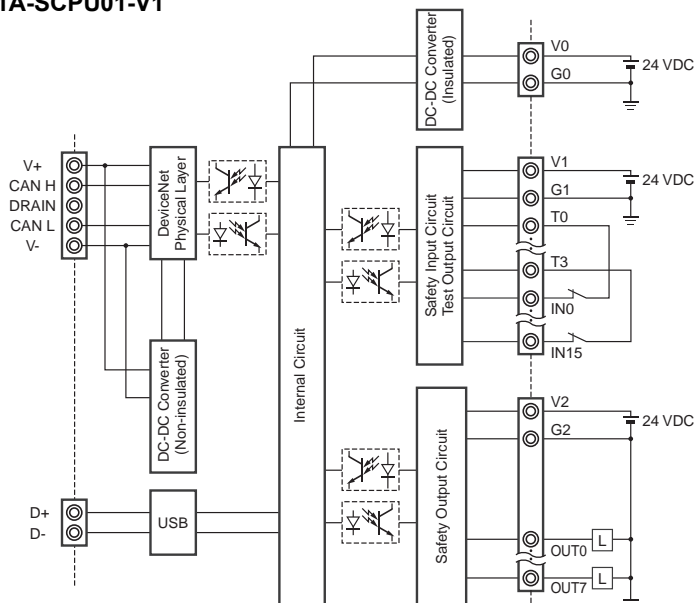 1A-SCPU01-V1
DC-DC Converter
(Insulated)
V0
G0
24 VDC
V+
CAN H
DRAIN
CAN L
V-
DeviceNet
Physical Layer
DC-DC Converter
(Non-insulated)
D+
D-
USB
Internal Circuit
Safety Input Circuit
Test Output Circuit
V1
G1
T0
T3
IN0
IN15
24 VDC
Safety Output Circuit
V2
G2
OUT0
L
OUT7
L
24 VDC